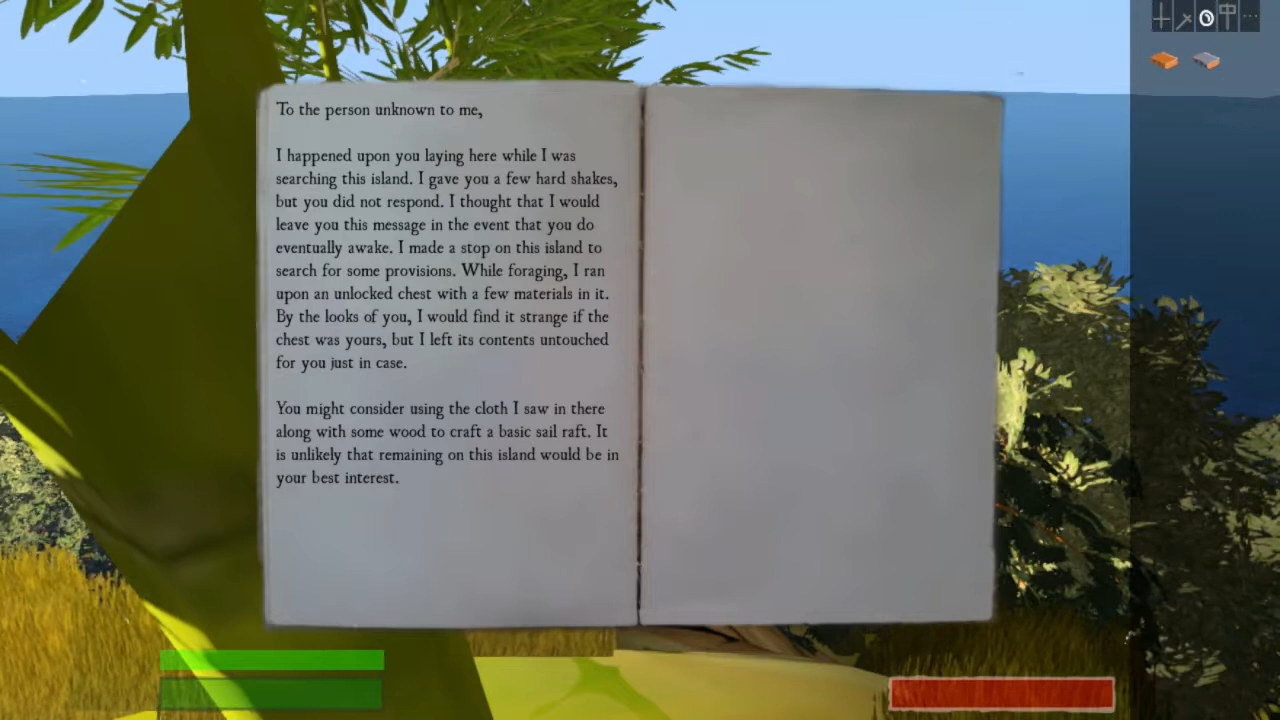 To the person unknown to me,
I happened upon you laying here while I was
searching this island. I gave you a few hard shakes,
but you did not respond. I thought that I would
leave you this message in the event that you do
eventually awake. I made a stop on this island to
search for some provisions. While foraging, I ran
upon an unlocked chest with a few materials in it.
By the looks of you, I would find it strange if the
chest was yours, but I left its contents untouched
for you just in case.
You might consider using the cloth I saw in there
along with some wood to craft a basic sail raft. It
is unlikely that remaining on this island would be in
your best interest.